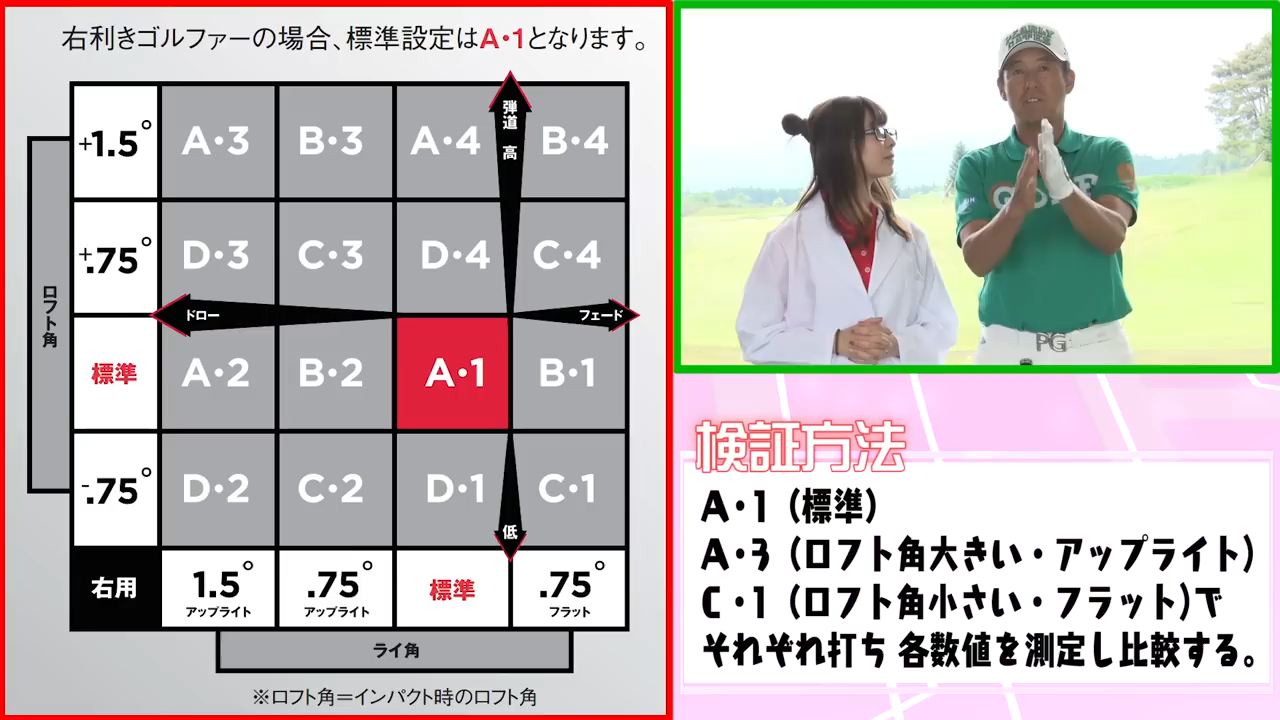 右利きゴルファーの場合、標準設定はA・1となります。
+1.5° A・3 B・3 A・4 B・4
弾道 高
+.75° D・3 C・3 D・4 C・4
ロフト角
ドロー フェード
標準 A・2 B・2 A・1 B・1
-.75° D・2 C・2 D・1 C・1
低
右用 1.5° .75° 標準 .75°
アップライト アップライト フラット
ライ角
※ロフト角=インパクト時のロフト角
GOLF
PG
検証方法
A・1（標準）
A・3（ロフト角大きい・アップライト）
C・1（ロフト角小さい・フラット)で
それぞれ打ち 各数値を測定し比較する。